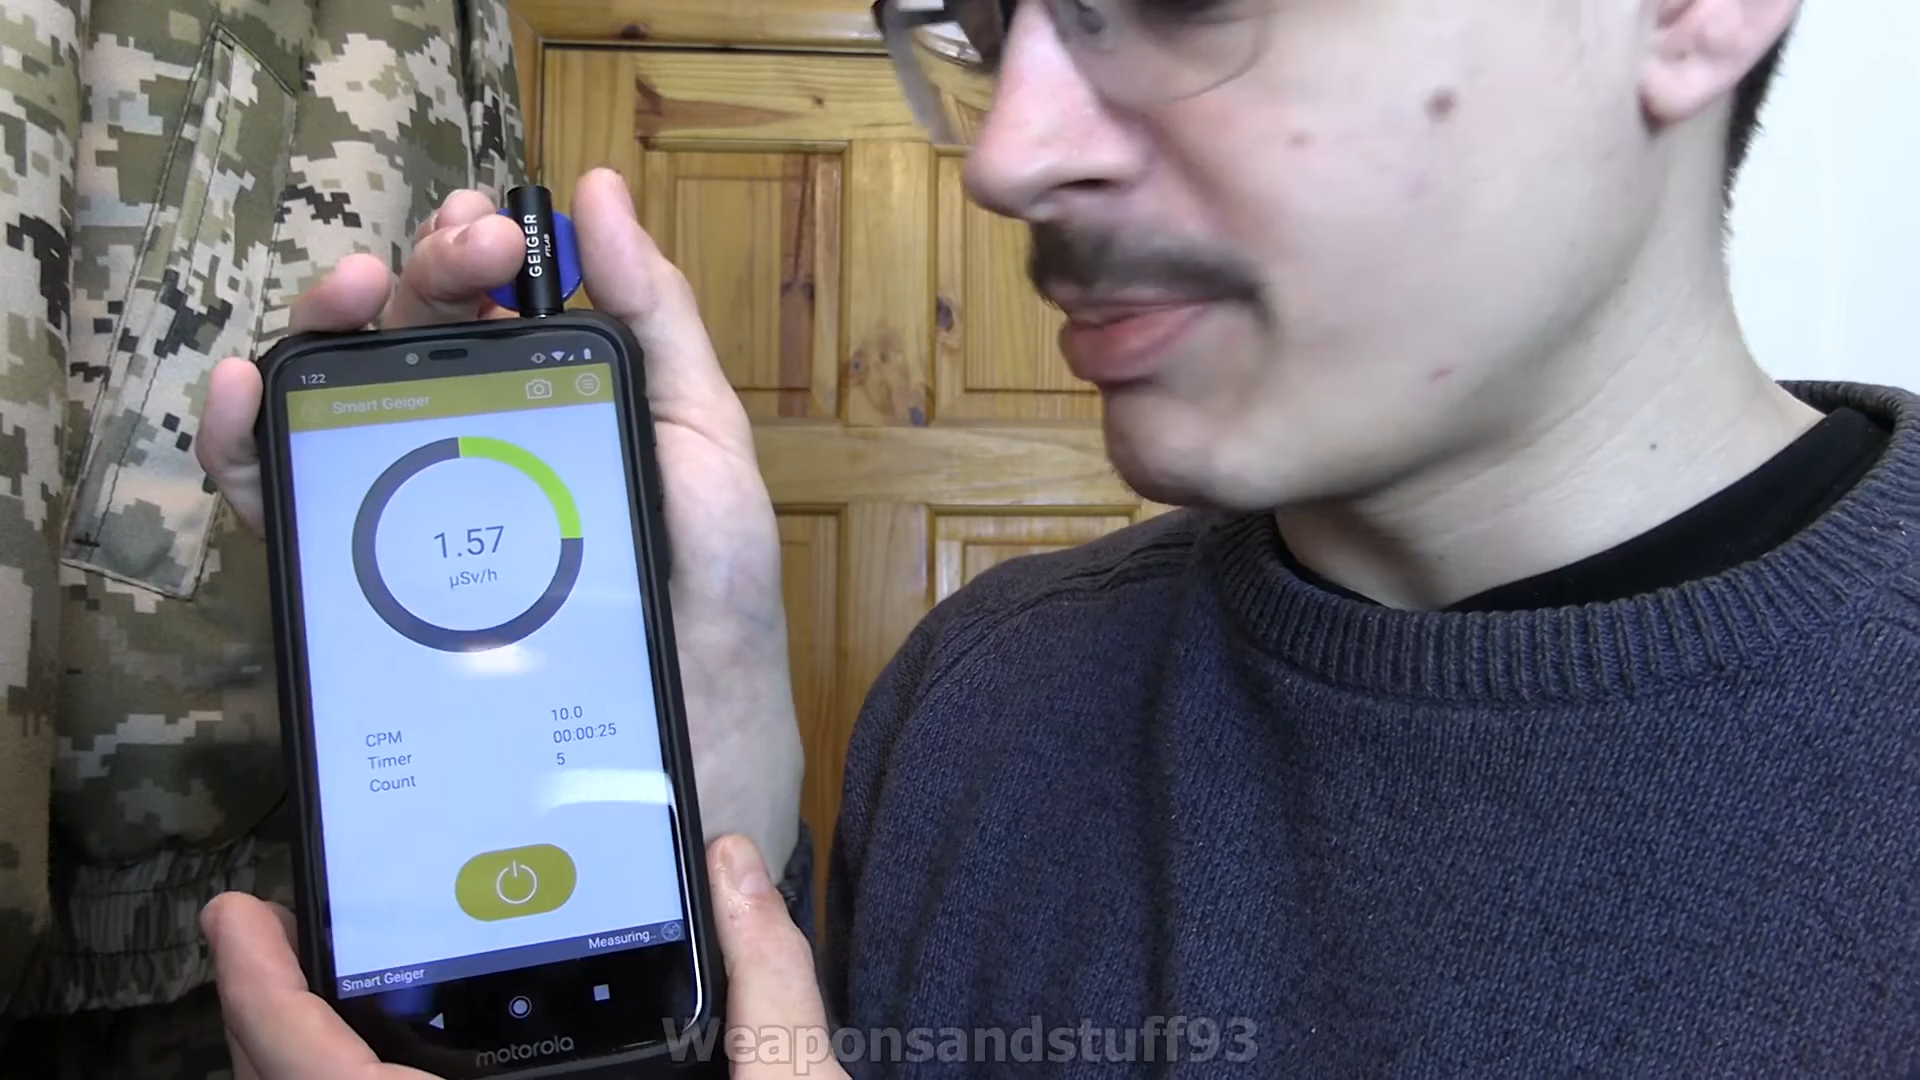 GEIGER
FTLAB
1:22
Smart Geiger
1.57
µSv/h
CPM 10.0
Timer 00:00:25
Count 5
Measuring..
Smart Geiger
motorola
Weaponsandstuff93